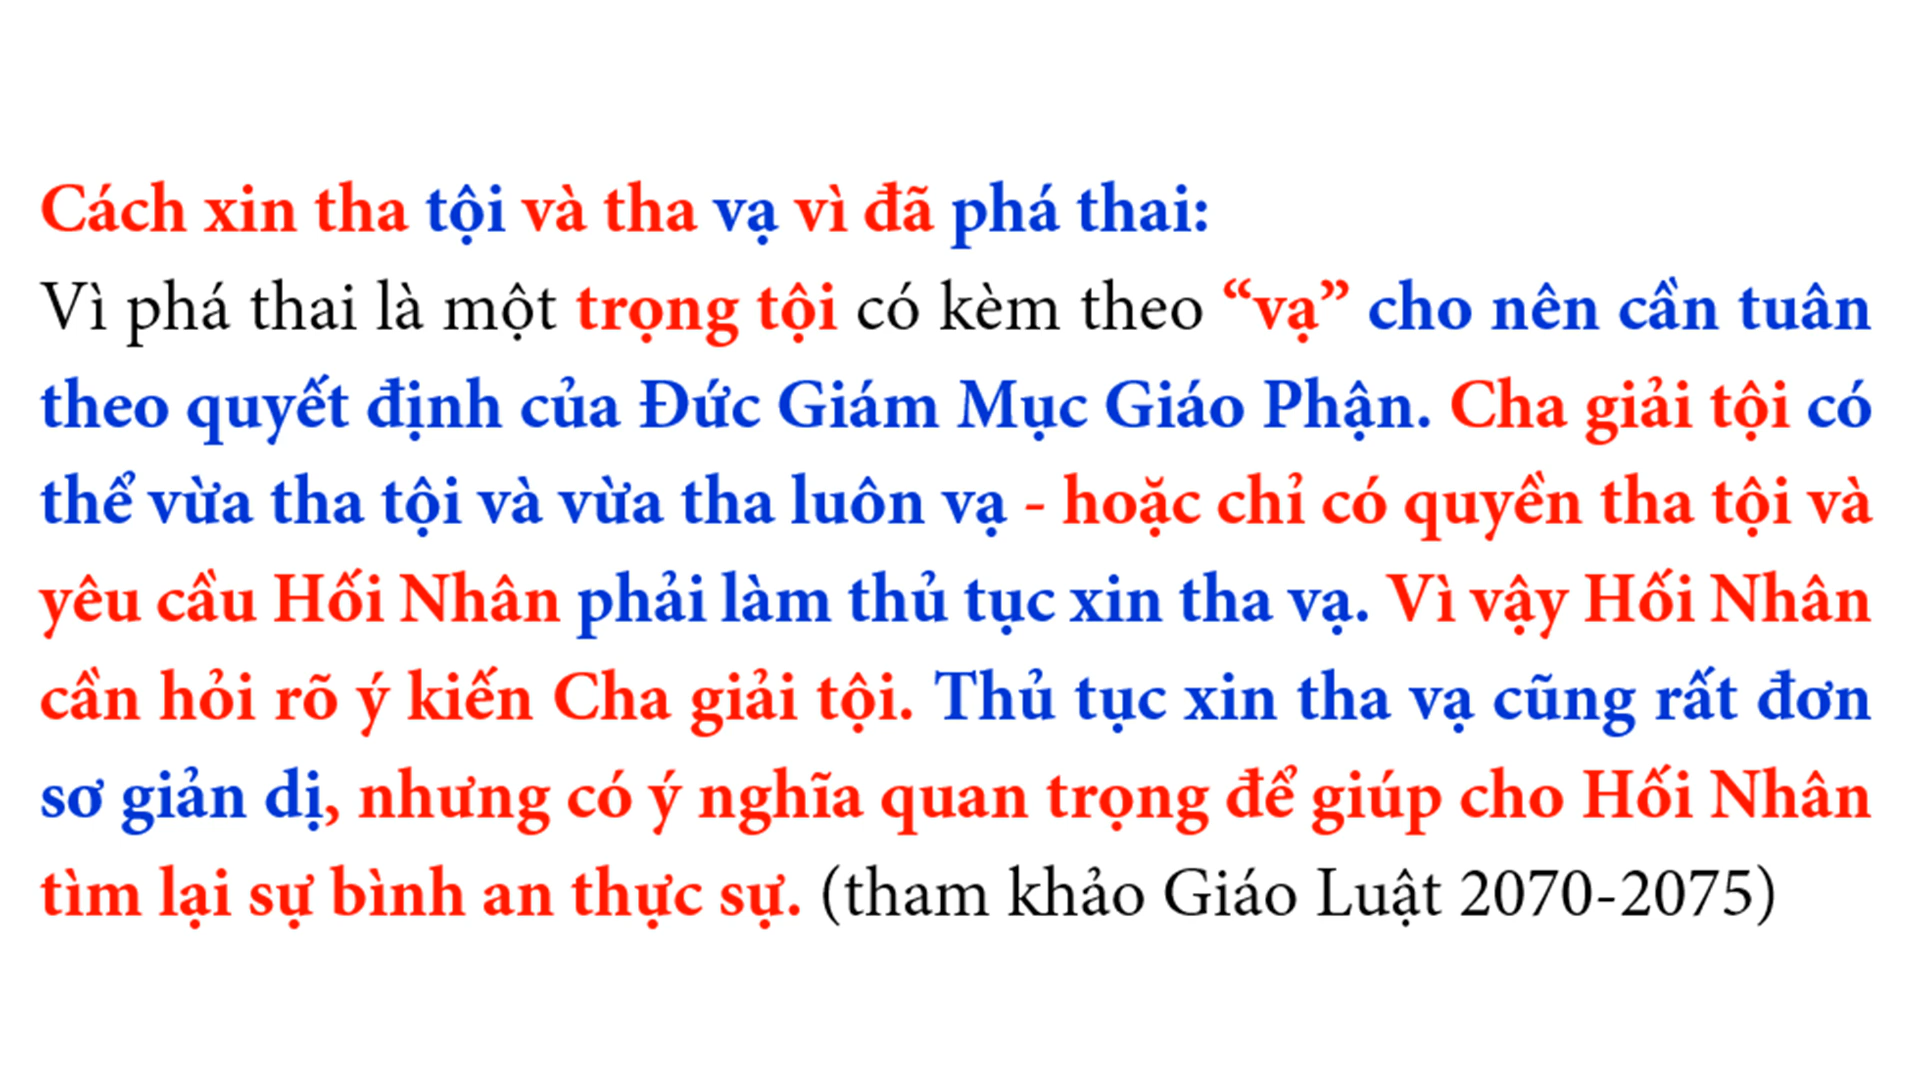 Cách xin tha tội và tha vạ vì đã phá thai:
Vì phá thai là một trọng tội có kèm theo “vạ” cho nên cần tuân
theo quyết định của Đức Giám Mục Giáo Phận. Cha giải tội có
thể vừa tha tội và vừa tha luôn vạ - hoặc chỉ có quyền tha tội và
yêu cầu Hối Nhân phải làm thủ tục xin tha vạ. Vì vậy Hối Nhân
cần hỏi rõ ý kiến Cha giải tội. Thủ tục xin tha vạ cũng rất đơn
sơ giản dị, nhưng có ý nghĩa quan trọng để giúp cho Hối Nhân
tìm lại sự bình an thực sự. (tham khảo Giáo Luật 2070-2075)